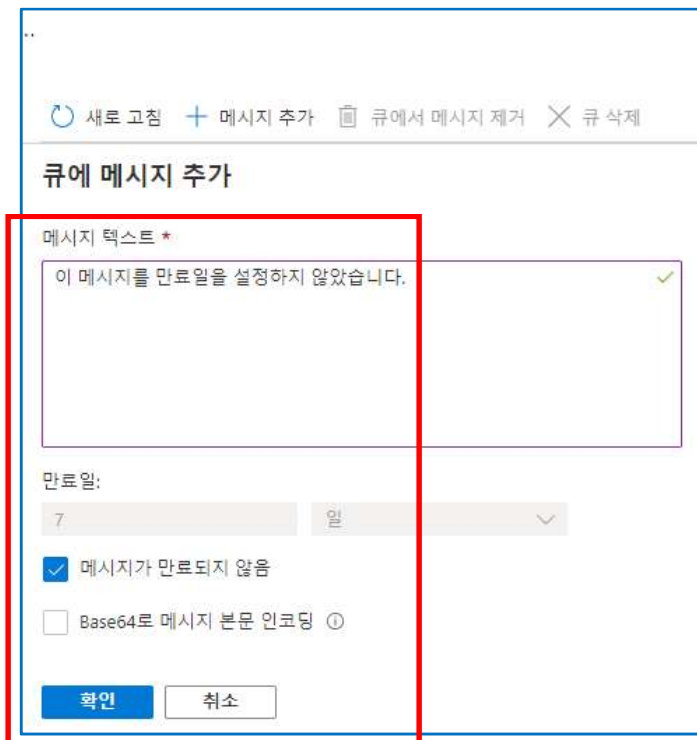 ..
새로 고침 메시지 추가 큐에서 메시지 제거 큐 삭제
큐에 메시지 추가
메시지 텍스트 *
이 메시지를 만료일을 설정하지 않았습니다.
만료일:
7 일
메시지가 만료되지 않음
Base64로 메시지 본문 인코딩
확인 취소